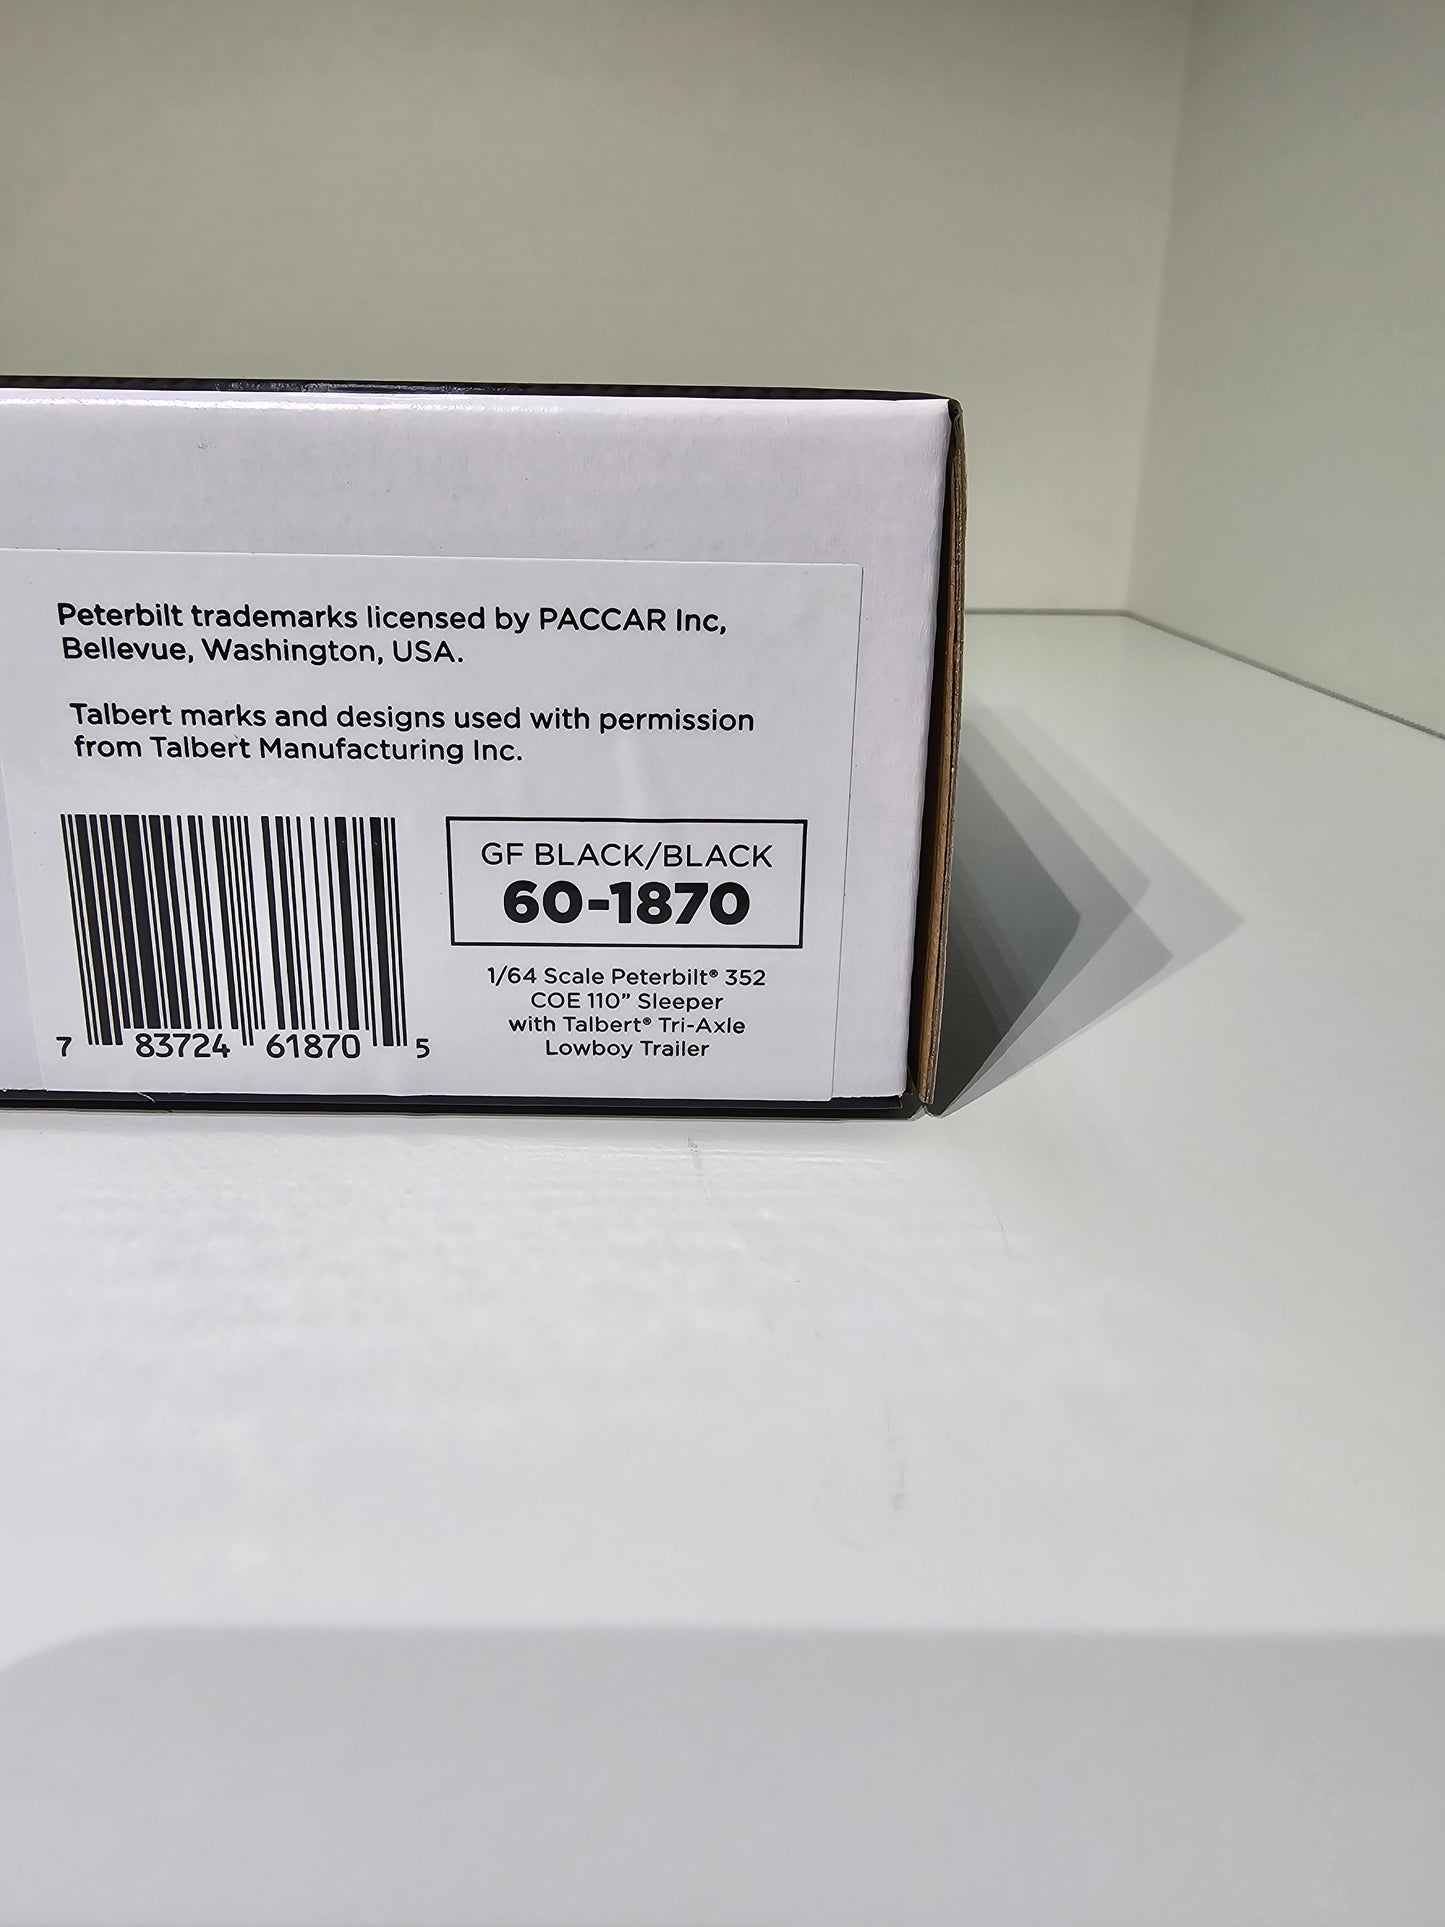 Peterbilt trademarks licensed by PACCAR Inc,
Bellevue, Washington, USA.
Talbert marks and designs used with permission
from Talbert Manufacturing Inc.
GF BLACK/BLACK
60-1870
1/64 Scale Peterbilt® 352
COE 110” Sleeper
with Talbert® Tri-Axle
Lowboy Trailer
7 83724 61870 5